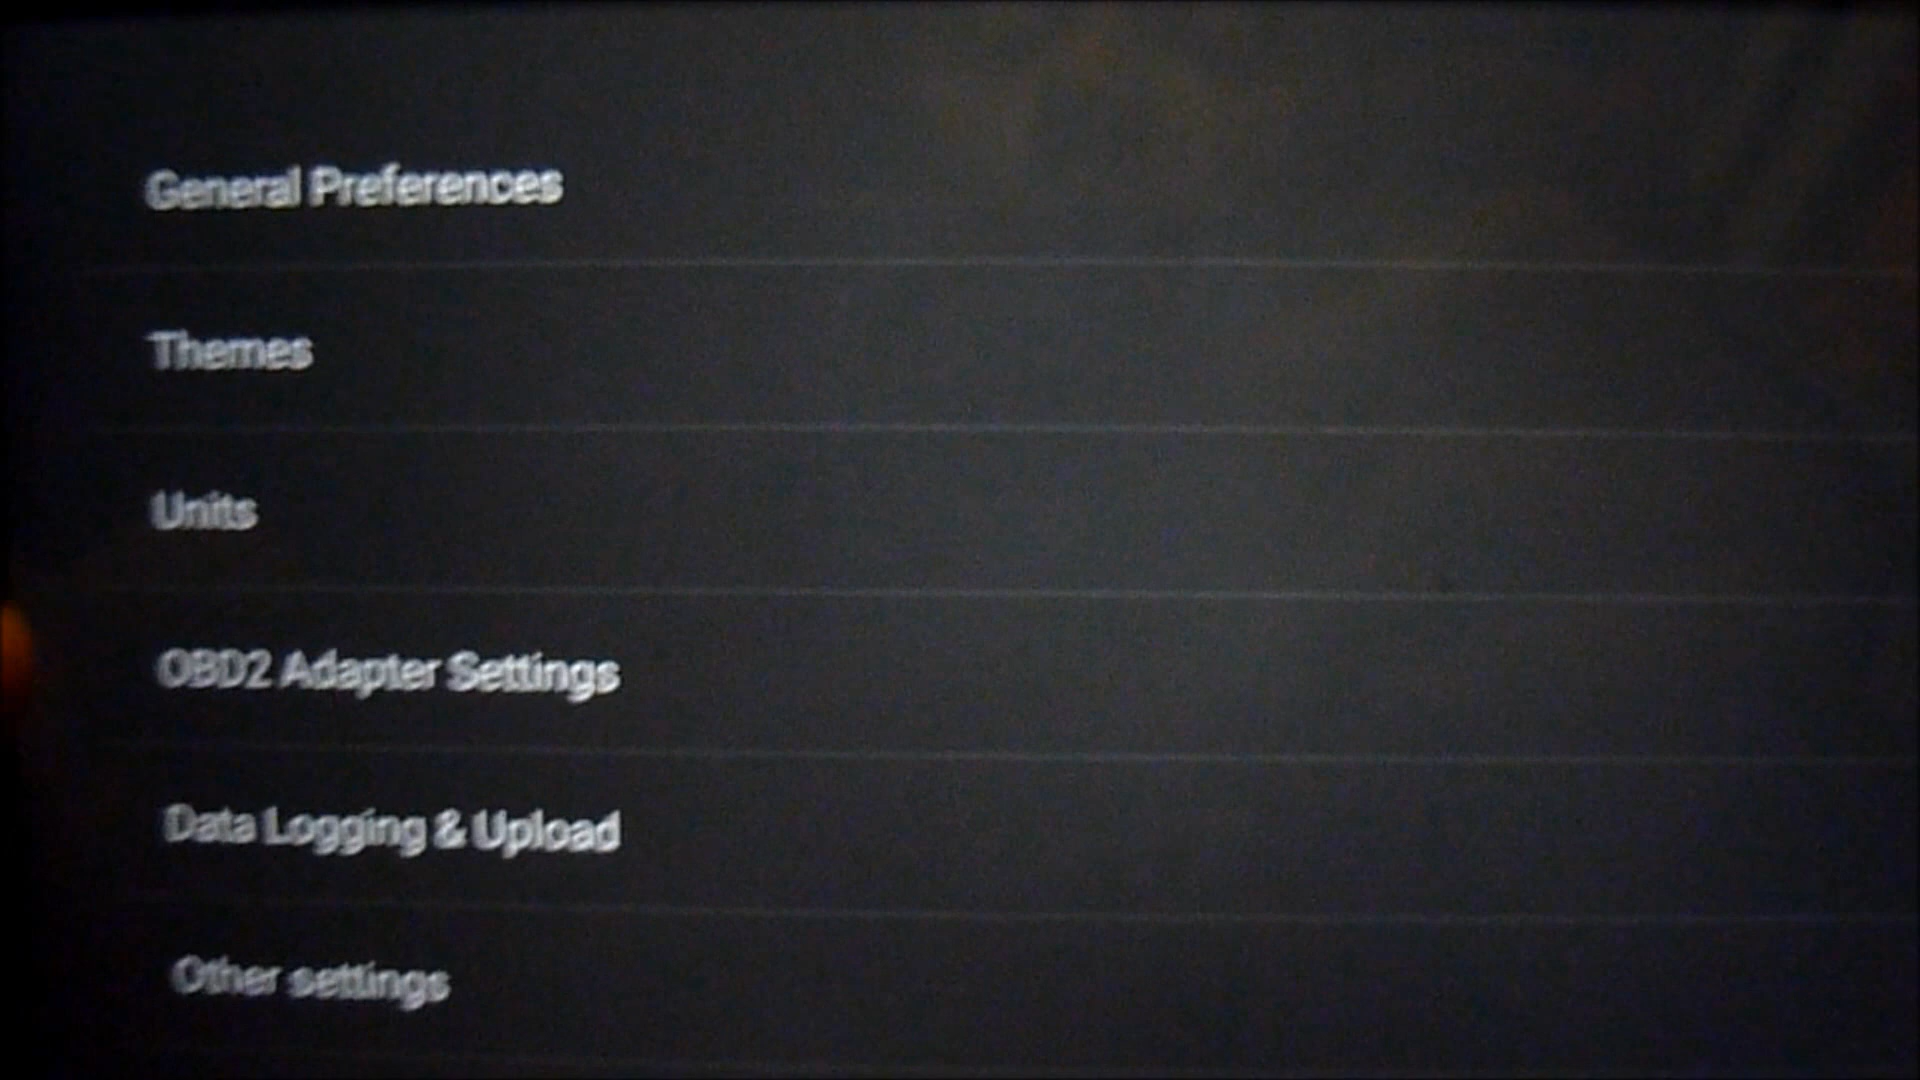 General Preferences
Themes
Units
OBD2 Adapter Settings
Data Logging & Upload
Other settings